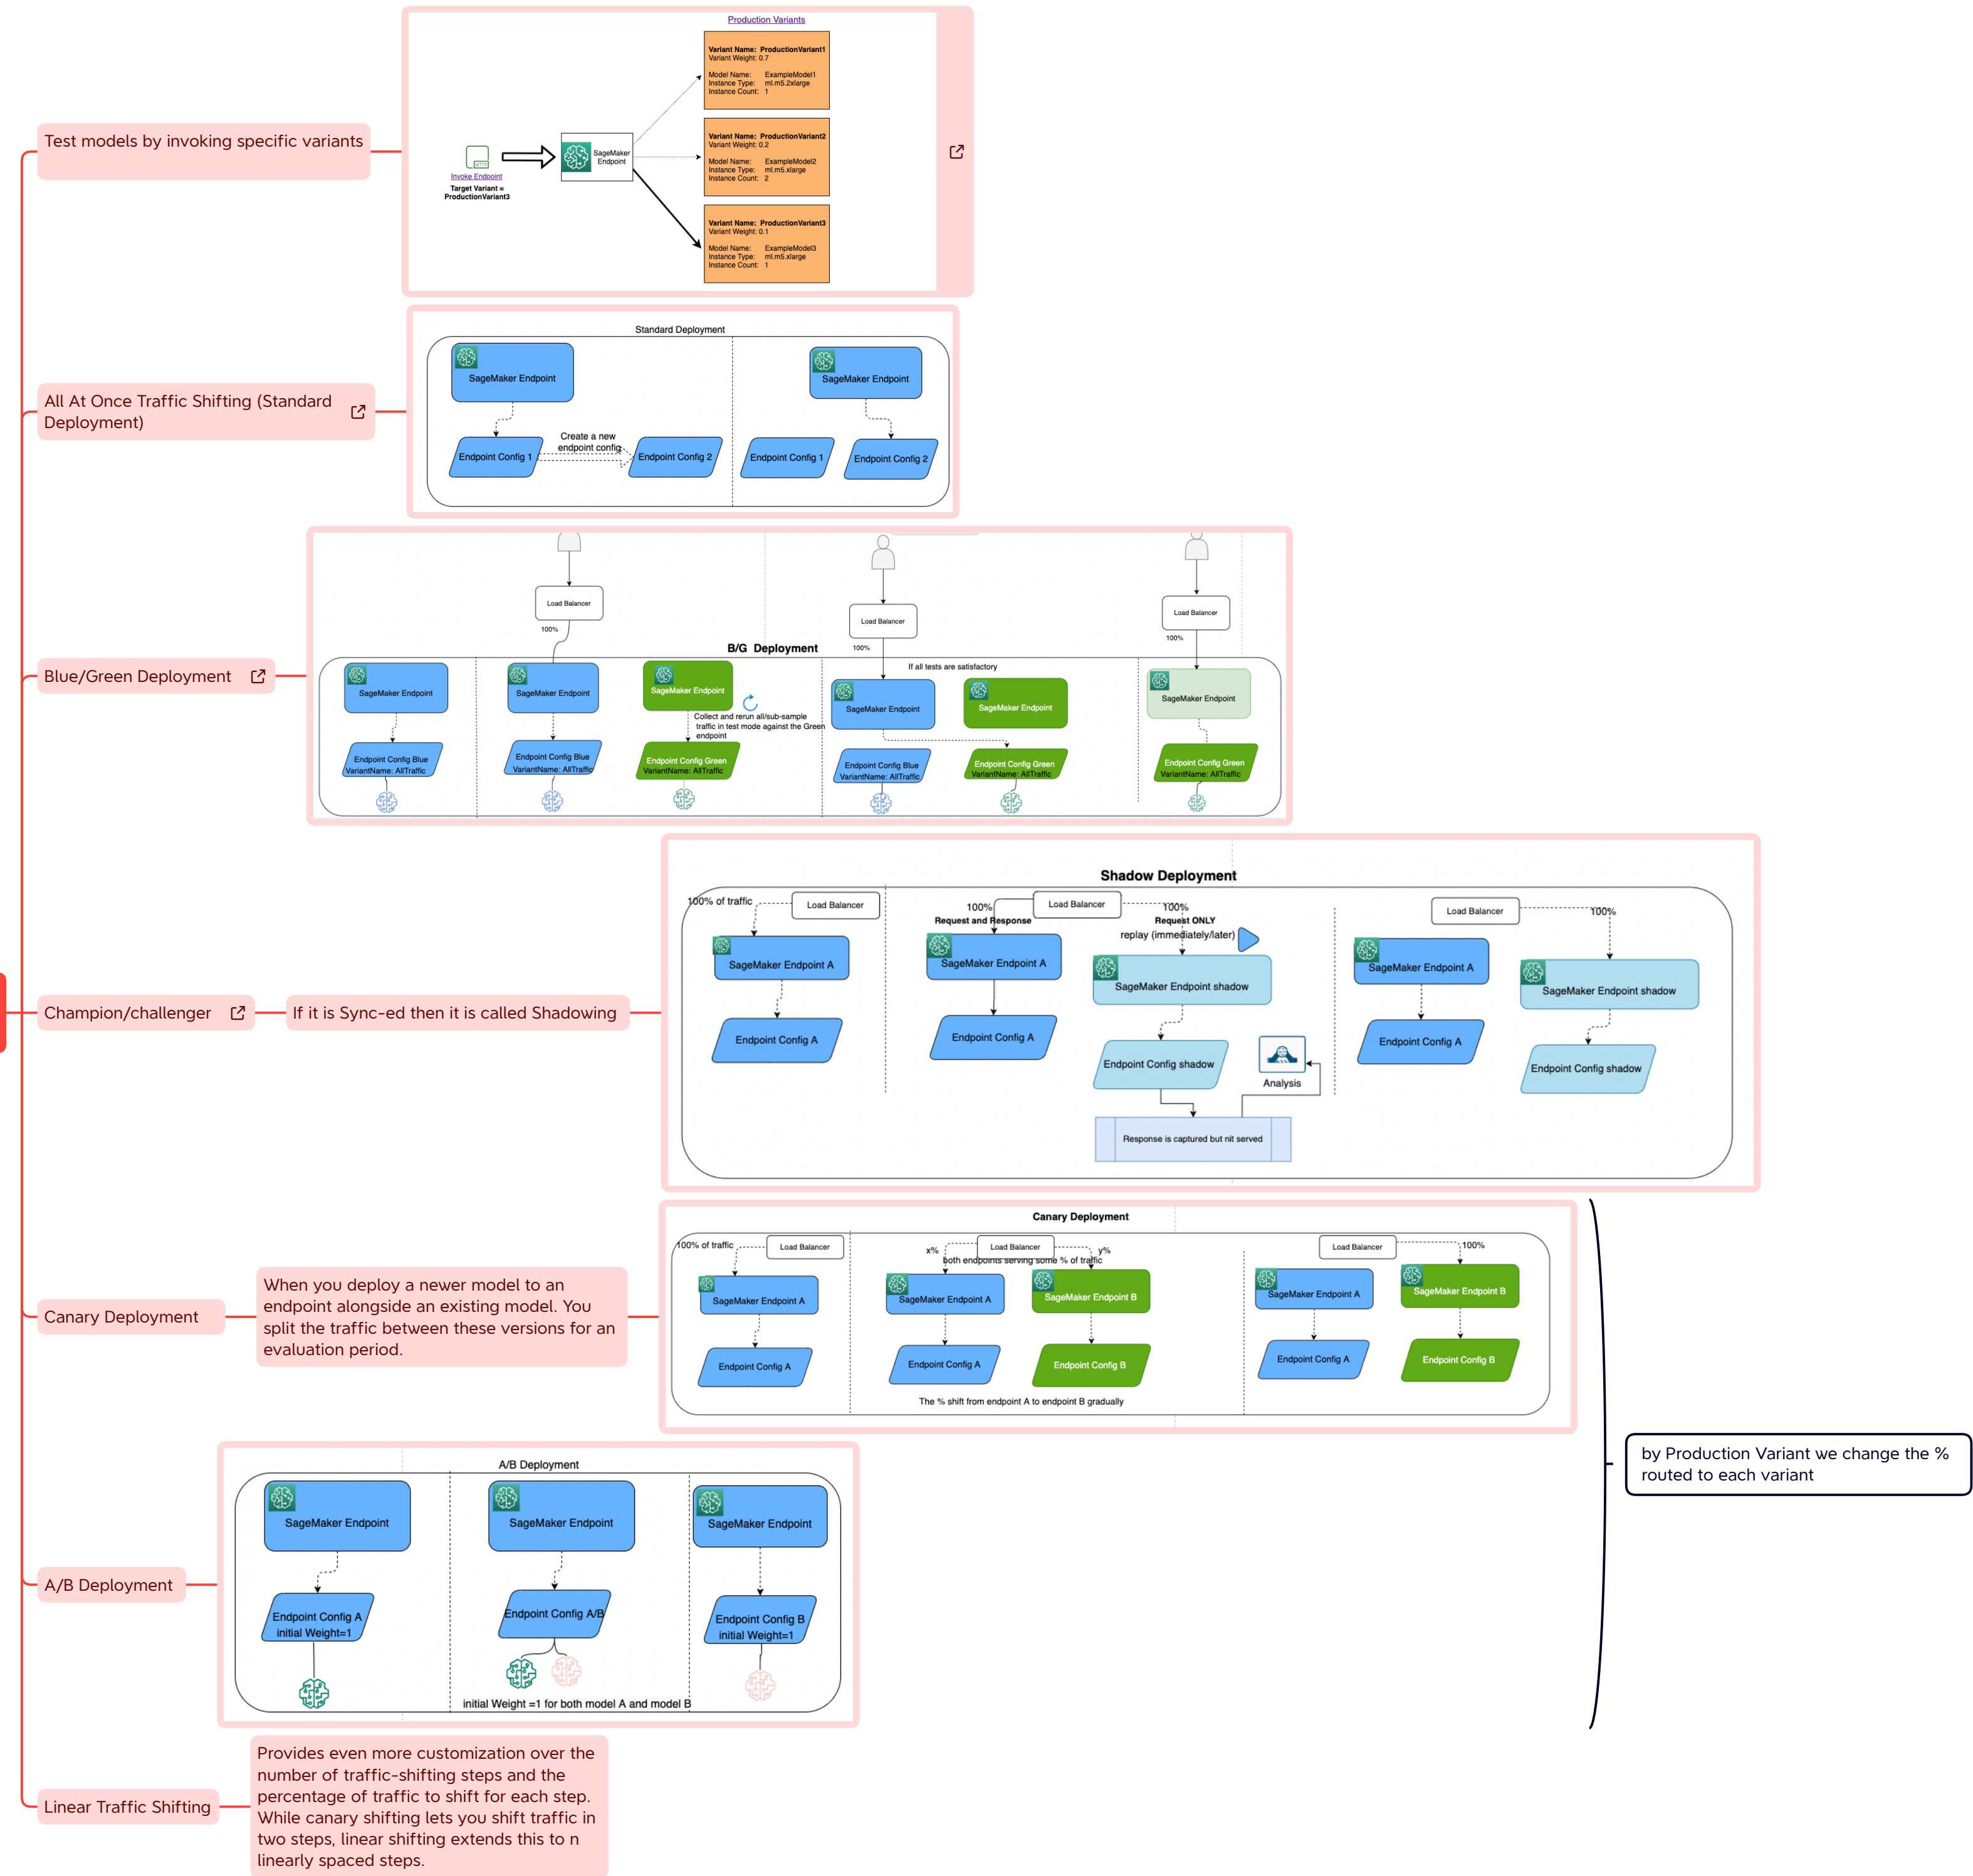 Test models by invoking specific variants
Production Variants
Variant Name: ProductionVariant1
Variant Weight: 0.7
Model Name: ExampleModel1
Instance Type: ml.m5.2xlarge
Instance Count: 1
Variant Name: ProductionVariant2
Variant Weight: 0.2
Model Name: ExampleModel2
Instance Type: ml.m5.xlarge
Instance Count: 2
Variant Name: ProductionVariant3
Variant Weight: 0.1
Model Name: ExampleModel3
Instance Type: ml.m5.xlarge
Instance Count: 1
HTTP
Invoke Endpoint
Target Variant =
ProductionVariant3
SageMaker
Endpoint
All At Once Traffic Shifting (Standard
Deployment)
Standard Deployment
SageMaker Endpoint
SageMaker Endpoint
Create a new
endpoint config
Endpoint Config 1
Endpoint Config 2
Endpoint Config 1
Endpoint Config 2
Blue/Green Deployment
Load Balancer
100%
Load Balancer
100%
Load Balancer
100%
B/G Deployment
If all tests are satisfactory
SageMaker Endpoint
SageMaker Endpoint
SageMaker Endpoint
Collect and rerun all/sub-sample
traffic in test mode against the Green
endpoint
SageMaker Endpoint
SageMaker Endpoint
SageMaker Endpoint
Endpoint Config Blue
VariantName: AllTraffic
Endpoint Config Blue
VariantName: AllTraffic
Endpoint Config Green
VariantName: AllTraffic
Endpoint Config Blue
VariantName: AllTraffic
Endpoint Config Green
VariantName: AllTraffic
Endpoint Config Green
VariantName: AllTraffic
Champion/challenger
If it is Sync-ed then it is called Shadowing
Shadow Deployment
100% of traffic
Load Balancer
SageMaker Endpoint A
Endpoint Config A
100%
Request and Response
Load Balancer
100%
Request ONLY
replay (immediately/later)
SageMaker Endpoint A
SageMaker Endpoint shadow
Endpoint Config A
Endpoint Config shadow
Analysis
Response is captured but nit served
Load Balancer
100%
SageMaker Endpoint A
SageMaker Endpoint shadow
Endpoint Config A
Endpoint Config shadow
Canary Deployment
When you deploy a newer model to an
endpoint alongside an existing model. You
split the traffic between these versions for an
evaluation period.
Canary Deployment
100% of traffic
Load Balancer
SageMaker Endpoint A
Endpoint Config A
x%
Load Balancer
y%
both endpoints serving some % of traffic
SageMaker Endpoint A
SageMaker Endpoint B
Endpoint Config A
Endpoint Config B
The % shift from endpoint A to endpoint B gradually
Load Balancer
100%
SageMaker Endpoint A
SageMaker Endpoint B
Endpoint Config A
Endpoint Config B
by Production Variant we change the %
routed to each variant
A/B Deployment
A/B Deployment
SageMaker Endpoint
SageMaker Endpoint
SageMaker Endpoint
Endpoint Config A
initial Weight=1
Endpoint Config A/B
Endpoint Config B
initial Weight=1
initial Weight =1 for both model A and model B
Linear Traffic Shifting
Provides even more customization over the
number of traffic-shifting steps and the
percentage of traffic to shift for each step.
While canary shifting lets you shift traffic in
two steps, linear shifting extends this to n
linearly spaced steps.